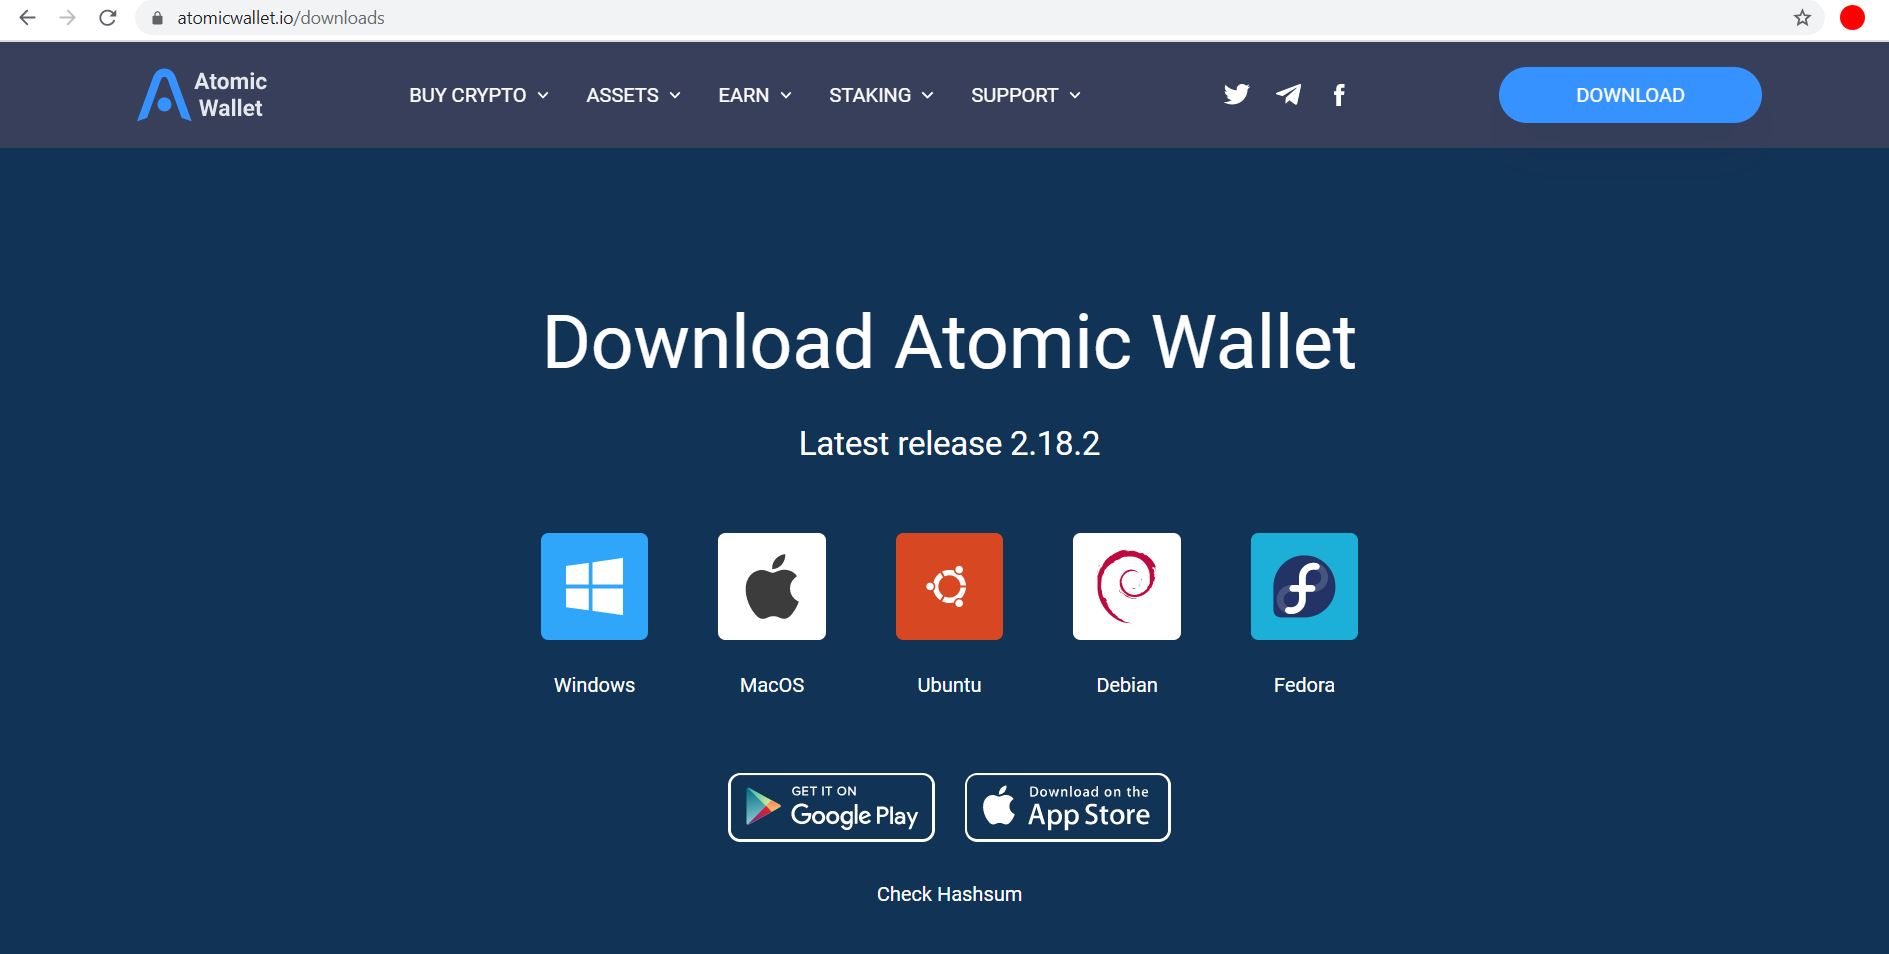 atomicwallet.io/downloads
Atomic
Wallet
BUY CRYPTO
ASSETS
EARN
STAKING
SUPPORT
DOWNLOAD
Download Atomic Wallet
Latest release 2.18.2
Windows
MacOS
Ubuntu
Debian
Fedora
GET IT ON
Google Play
Download on the
App Store
Check Hashsum